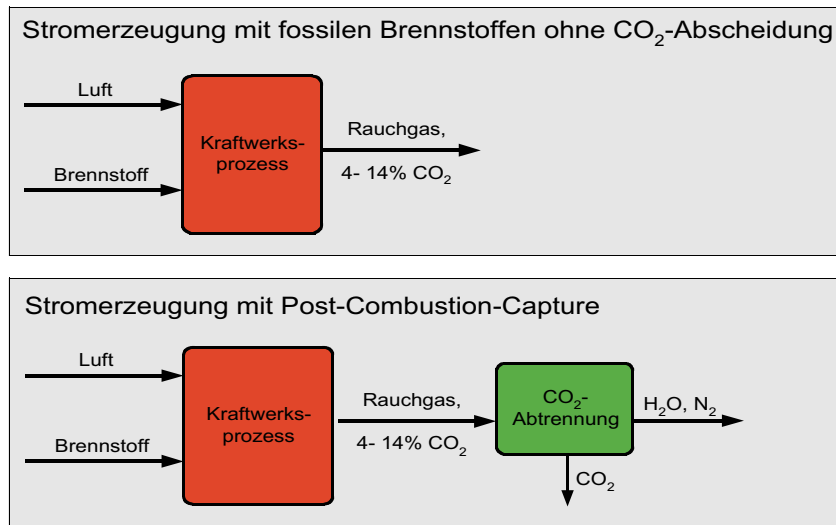 Stromerzeugung mit fossilen Brennstoffen ohne CO₂-Abscheidung
Luft
Brennstoff
Kraftwerks-
prozess
Rauchgas,
4- 14% CO₂
Stromerzeugung mit Post-Combustion-Capture
Luft
Brennstoff
Kraftwerks-
prozess
Rauchgas,
4- 14% CO₂
CO₂-
Abtrennung
H₂O, N₂
CO₂